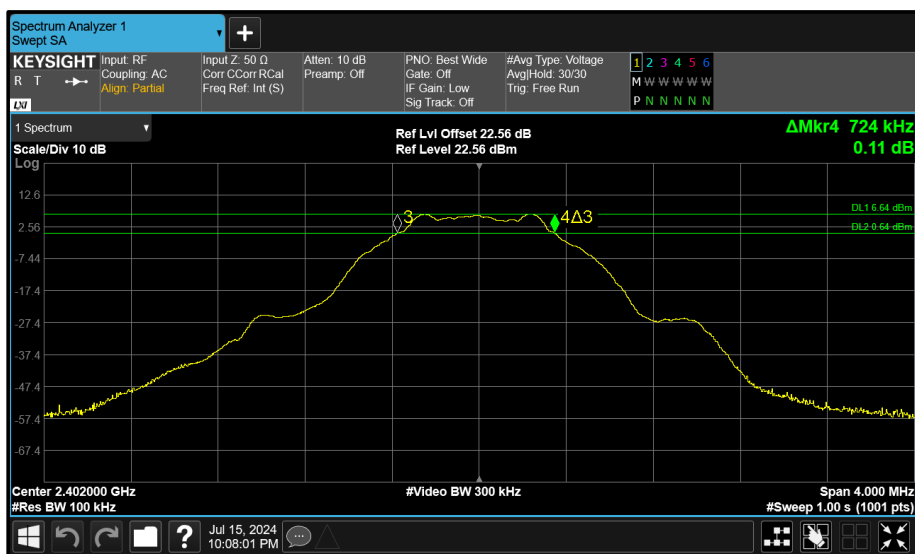 Spectrum Analyzer 1
Swept SA
KEYSIGHT
R T
LXI
Input: RF
Coupling: AC
Align: Partial
Input Z: 50 Ω
Corr CCorr RCal
Freq Ref: Int (S)
Atten: 10 dB
Preamp: Off
PNO: Best Wide
Gate: Off
IF Gain: Low
Sig Track: Off
#Avg Type: Voltage
Avg|Hold: 30/30
Trig: Free Run
1 2 3 4 5 6
M W W W W W
P N N N N N
1 Spectrum
Scale/Div 10 dB
Ref Lvl Offset 22.56 dB
Ref Level 22.56 dBm
ΔMkr4 724 kHz
0.11 dB
Log
12.6
2.56
-7.44
-17.4
-27.4
-37.4
-47.4
-57.4
-67.4
3
4Δ3
DL1 6.64 dBm
DL2 0.64 dBm
Center 2.402000 GHz
#Res BW 100 kHz
#Video BW 300 kHz
Span 4.000 MHz
#Sweep 1.00 s (1001 pts)
?
Jul 15, 2024
10:08:01 PM